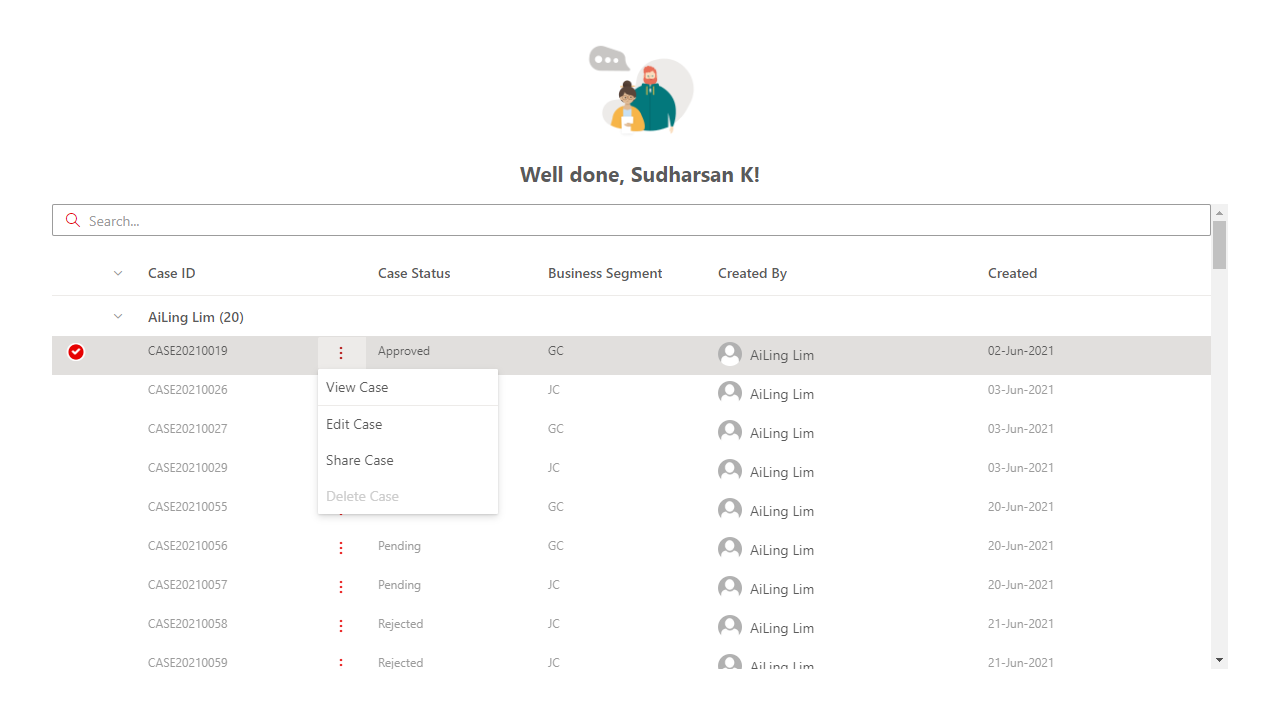 Well done, Sudharsan K!
Search...
Case ID Case Status Business Segment Created By Created
AiLing Lim (20)
CASE20210019 Approved GC AiLing Lim 02-Jun-2021
View Case
CASE20210026 JC AiLing Lim 03-Jun-2021
Edit Case
CASE20210027 GC AiLing Lim 03-Jun-2021
Share Case
CASE20210029 JC AiLing Lim 03-Jun-2021
Delete Case
CASE20210055 GC AiLing Lim 20-Jun-2021
CASE20210056 Pending GC AiLing Lim 20-Jun-2021
CASE20210057 Pending JC AiLing Lim 20-Jun-2021
CASE20210058 Rejected JC AiLing Lim 21-Jun-2021
CASE20210059 Rejected JC AiLing Lim 21-Jun-2021